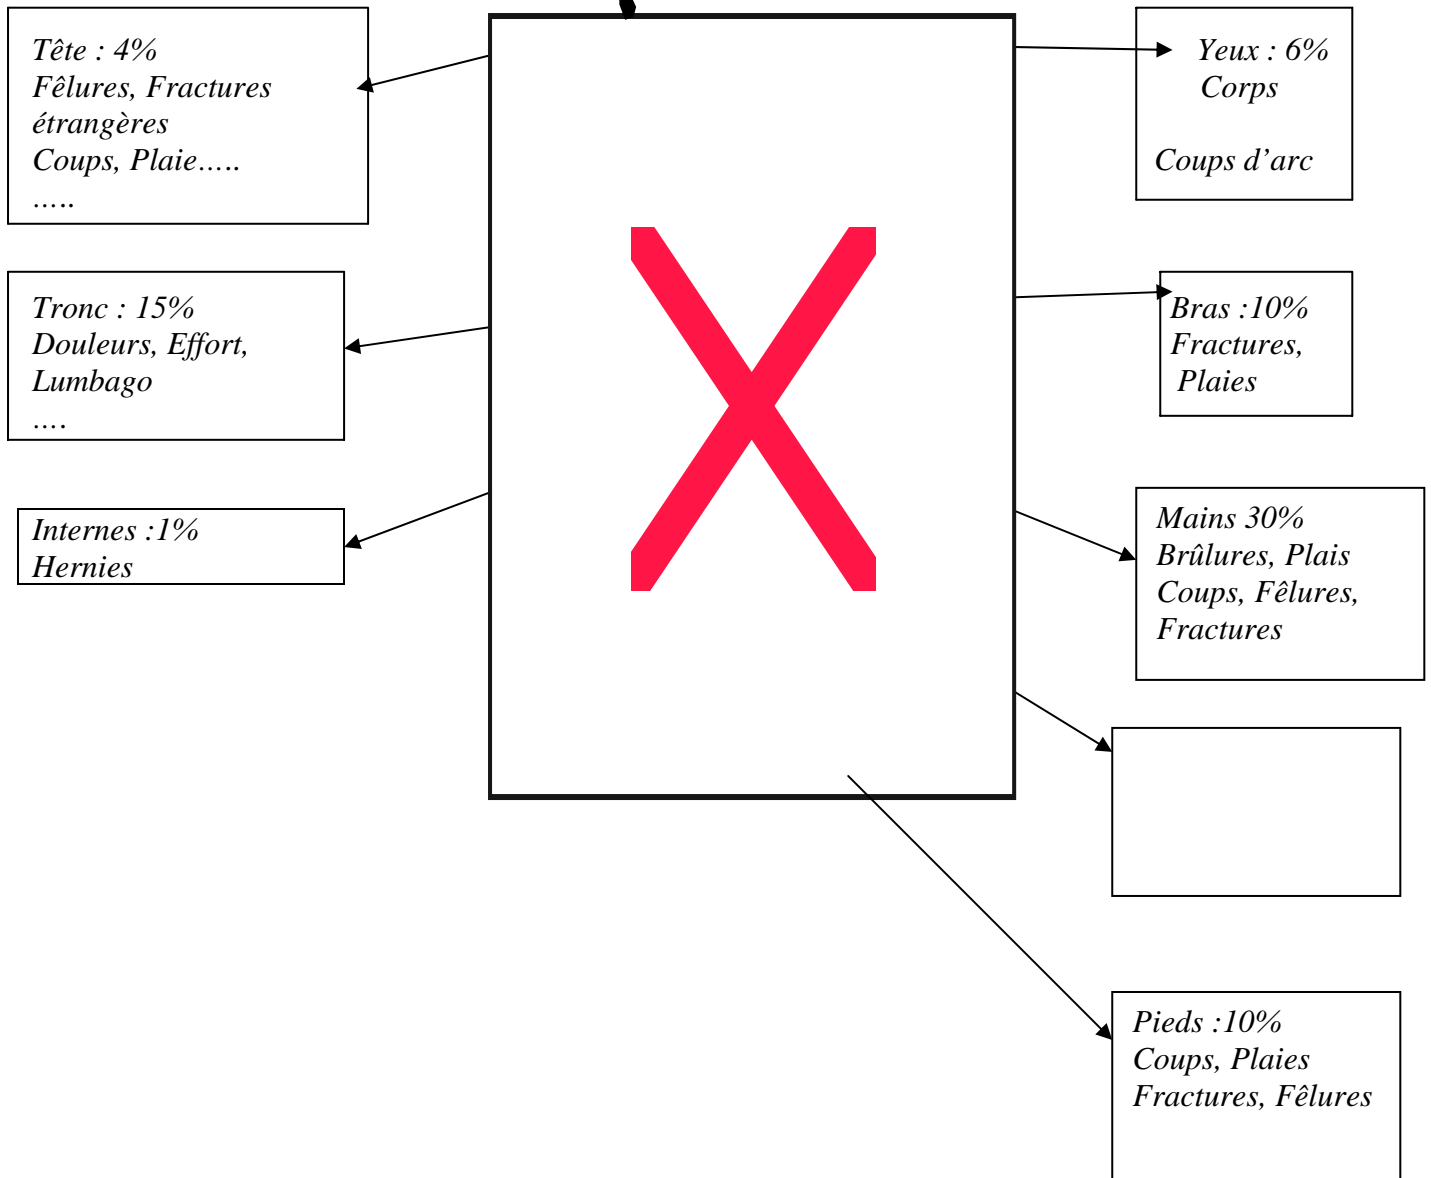 Tête : 4%
Fêlures, Fractures
étrangères
Coups, Plaie…..
…..
Tronc : 15%
Douleurs, Effort,
Lumbago
….
Internes :1%
Hernies
Yeux : 6%
Corps
Coups d’arc
Bras :10%
Fractures,
Plaies
Mains 30%
Brûlures, Plais
Coups, Fêlures,
Fractures
Pieds :10%
Coups, Plaies
Fractures, Fêlures